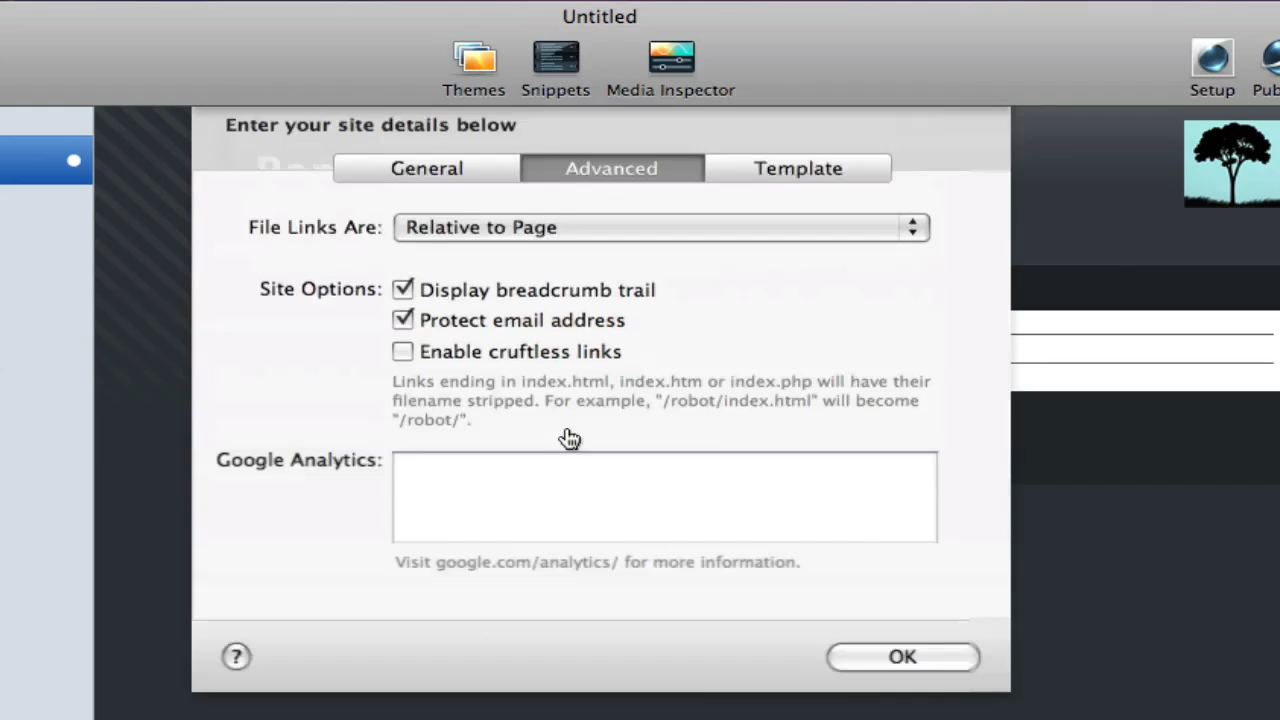 Untitled
Themes Snippets Media Inspector Setup
Enter your site details below
General Advanced Template
File Links Are: Relative to Page
Site Options: Display breadcrumb trail
Protect email address
Enable cruftless links
Links ending in index.html, index.htm or index.php will have their
filename stripped. For example, "/robot/index.html" will become
"/robot/".
Google Analytics:
Visit google.com/analytics/ for more information.
? OK